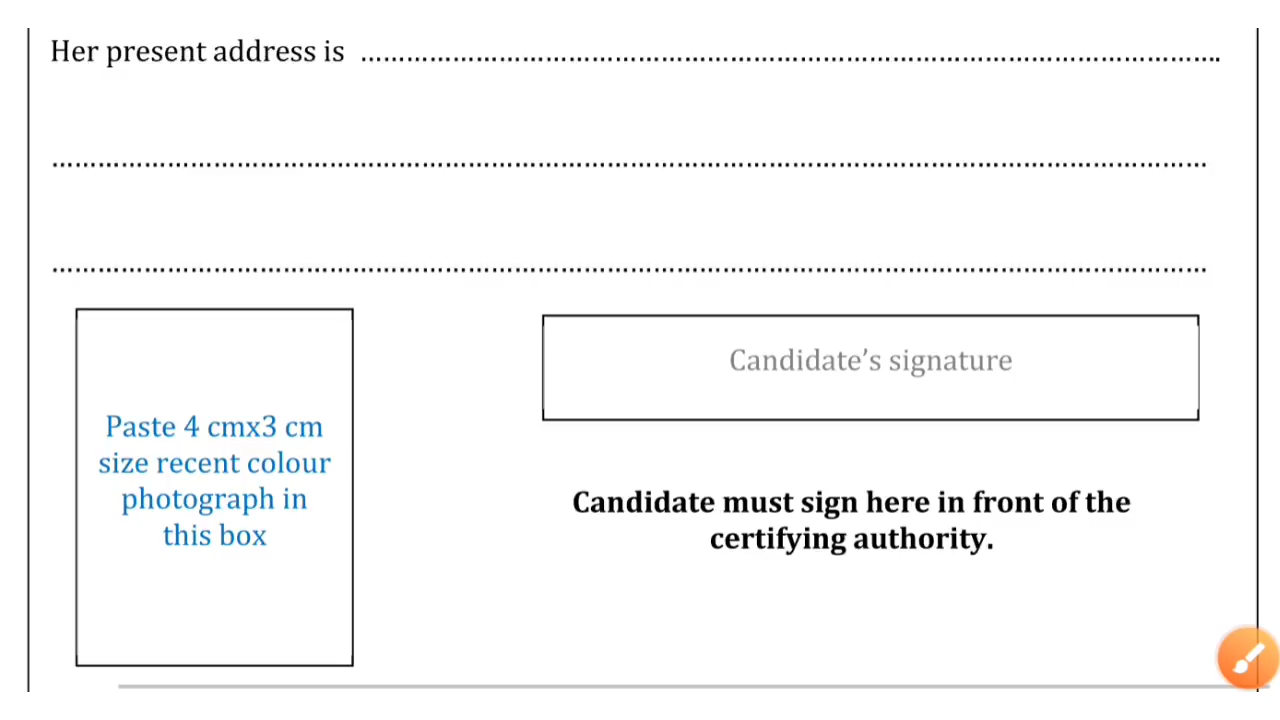 Her present address is ……………………………………………………………………………………………………..
…………………………………………………………………………………………………………………………………………
…………………………………………………………………………………………………………………………………………
Candidate’s signature
Paste 4 cmx3 cm
size recent colour
photograph in
this box
Candidate must sign here in front of the
certifying authority.